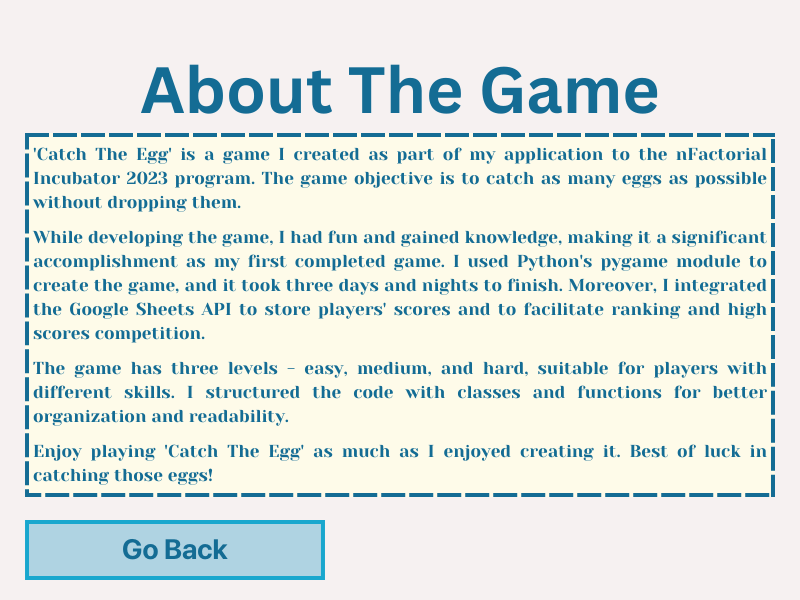 About The Game
'Catch The Egg' is a game I created as part of my application to the nFactorial
Incubator 2023 program. The game objective is to catch as many eggs as possible
without dropping them.
While developing the game, I had fun and gained knowledge, making it a significant
accomplishment as my first completed game. I used Python's pygame module to
create the game, and it took three days and nights to finish. Moreover, I integrated
the Google Sheets API to store players' scores and to facilitate ranking and high
scores competition.
The game has three levels - easy, medium, and hard, suitable for players with
different skills. I structured the code with classes and functions for better
organization and readability.
Enjoy playing 'Catch The Egg' as much as I enjoyed creating it. Best of luck in
catching those eggs!
Go Back